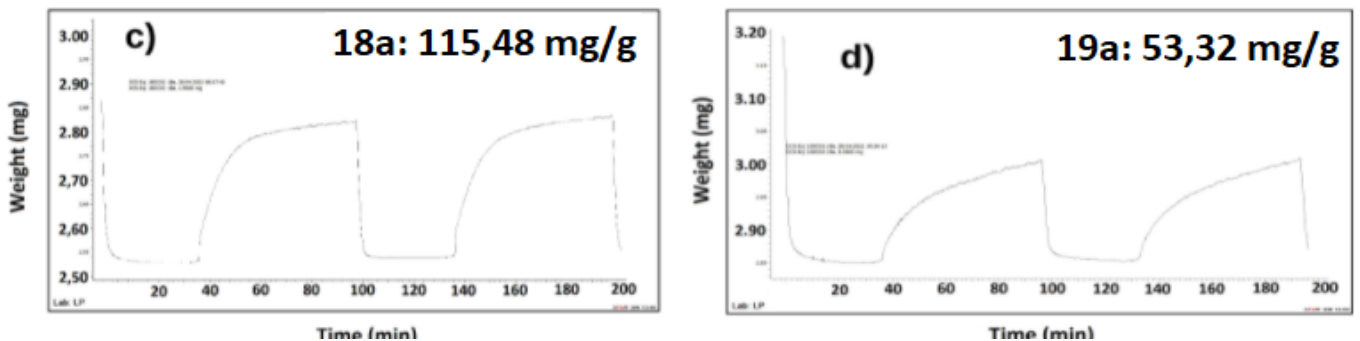 c)
18a: 115,48 mg/g
3.00
2.90
2.80
2,70
2,60
2,50
Weight (mg)
20 40 60 80 100 120 140 160 180 200
Lab: LP
Time (min)
d)
19a: 53,32 mg/g
3.20
3.10
3.00
2.90
Weight (mg)
20 40 60 80 100 120 140 160 180 200
Lab: LP
Time (min)